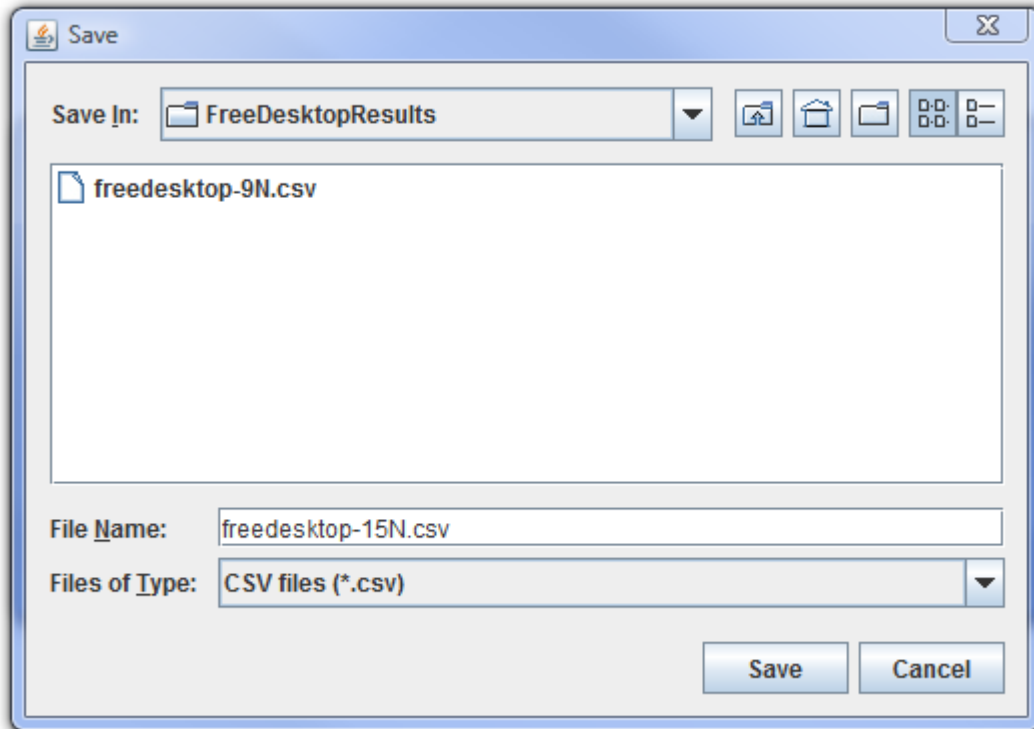 Save
Save In: FreeDesktopResults
freedesktop-9N.csv
File Name: freedesktop-15N.csv
Files of Type: CSV files (*.csv)
Save Cancel